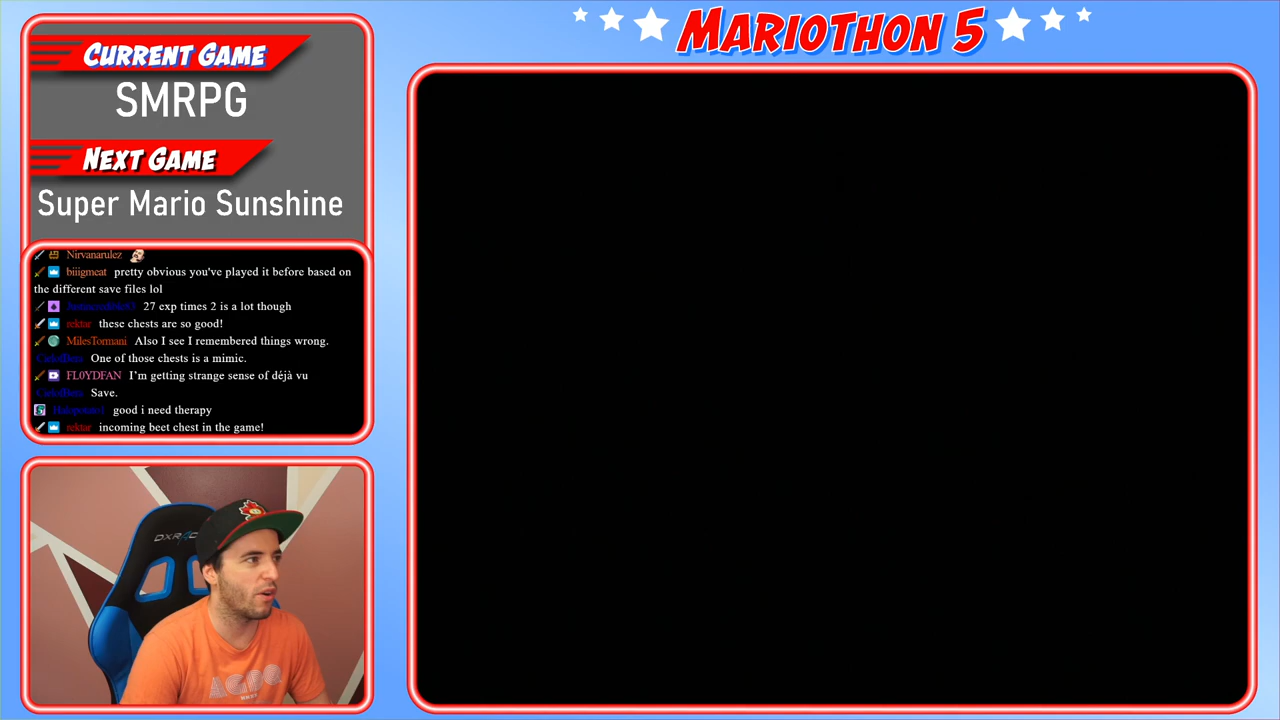 MARIOTHON 5
CURRENT GAME
SMRPG
NEXT GAME
Super Mario Sunshine
Nirvanarulez
biiigmeat pretty obvious you've played it before based on
the different save files lol
27 exp times 2 is a lot though
rektar these chests are so good!
MilesTormani Also I see I remembered things wrong.
One of those chests is a mimic.
FL0YDFAN I'm getting strange sense of déjà vu
Save.
good i need therapy
rektar incoming beet chest in the game!